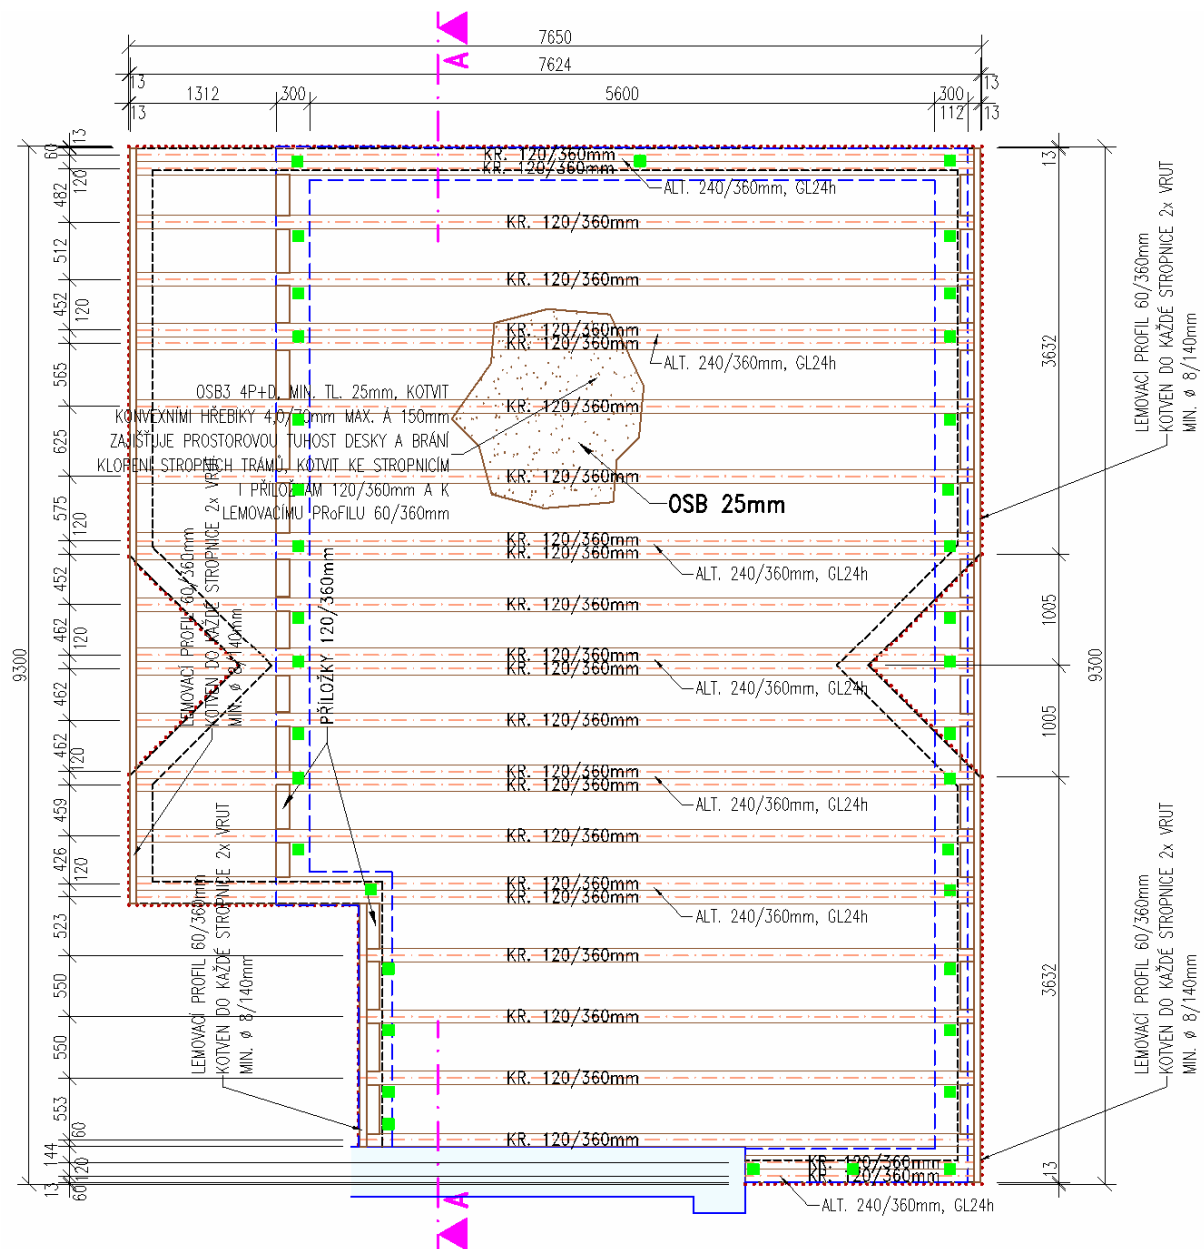 7650
7624
13
13
1312
300
5600
300
13
112
13
A
13
60
120
482
512
452
120
565
625
575
120
452
462
120
462
462
120
459
426
120
523
550
550
553
60
144
120
13
60
9300
KR. 120/360mm
KR. 120/360mm
ALT. 240/360mm, GL24h
KR. 120/360mm
KR. 120/360mm
KR. 120/360mm
KR. 120/360mm
ALT. 240/360mm, GL24h
KR. 120/360mm
OSB3 4P+D, MIN. TL. 25mm, KOTVIT
KONVEXNIMI HŘEBÍKY 4,0/70mm MAX. Á 150mm
ZAJIŠŤUJE PROSTOROVOU TUHOST DESKY A BRÁNÍ
KLOPENÍ STROPNÍCH TRÁMŮ, KOTVIT KE STROPNICÍM
I PŘÍLOŽKÁM 120/360mm A K
LEMOVACÍMU PRoFILU 60/360mm
KR. 120/360mm
OSB 25mm
KR. 120/360mm
KR. 120/360mm
ALT. 240/360mm, GL24h
KR. 120/360mm
KR. 120/360mm
KR. 120/360mm
ALT. 240/360mm, GL24h
KR. 120/360mm
KR. 120/360mm
KR. 120/360mm
ALT. 240/360mm, GL24h
KR. 120/360mm
KR. 120/360mm
KR. 120/360mm
ALT. 240/360mm, GL24h
KR. 120/360mm
KR. 120/360mm
KR. 120/360mm
KR. 120/360mm
KR. 120/360mm
KR. 120/360mm
ALT. 240/360mm, GL24h
LEMOVACÍ PROFIL 60/360mm
KOTVEN DO KAŽDÉ STROPNICE 2x VRUT
MIN. ø 8/140mm
PŘÍLOŽKY 120/360mm
LEMOVACÍ PROFIL 60/360mm
KOTVEN DO KAŽDÉ STROPNICE 2x VRUT
MIN. ø 8/140mm
13
3632
1005
1005
3632
13
9300
LEMOVACÍ PROFIL 60/360mm
KOTVEN DO KAŽDÉ STROPNICE 2x VRUT
MIN. ø 8/140mm
LEMOVACÍ PROFIL 60/360mm
KOTVEN DO KAŽDÉ STROPNICE 2x VRUT
MIN. ø 8/140mm
A